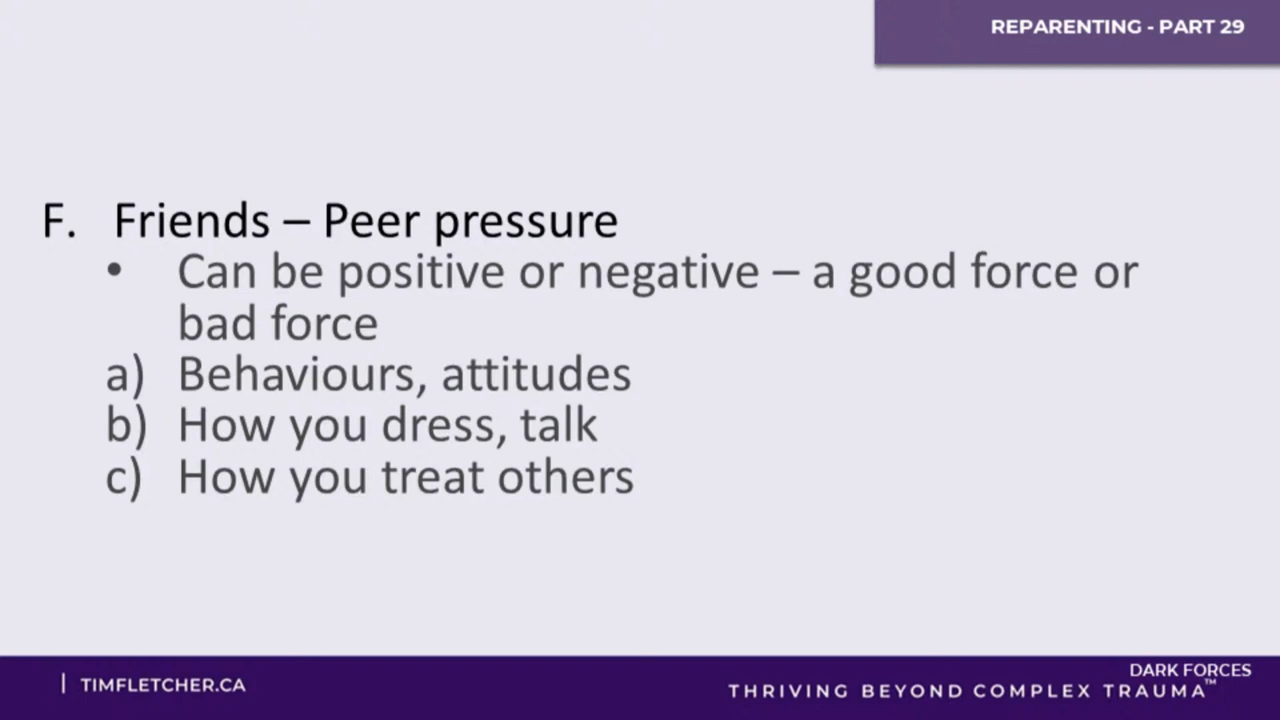 REPARENTING - PART 29
F. Friends – Peer pressure
• Can be positive or negative – a good force or
bad force
a) Behaviours, attitudes
b) How you dress, talk
c) How you treat others
| TIMFLETCHER.CA
DARK FORCES
THRIVING BEYOND COMPLEX TRAUMA™